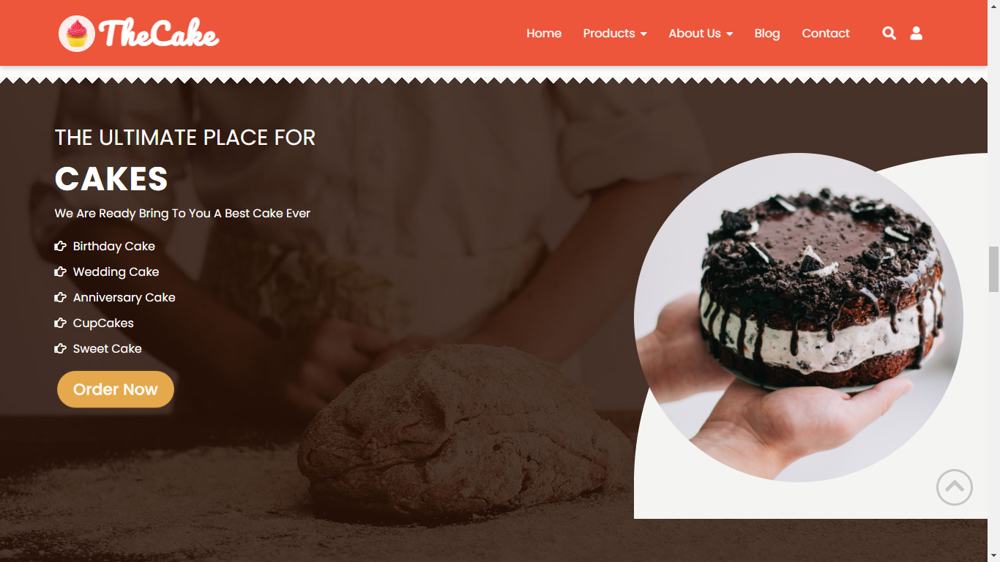 TheCake
Home Products About Us Blog Contact
THE ULTIMATE PLACE FOR
CAKES
We Are Ready Bring To You A Best Cake Ever
Birthday Cake
Wedding Cake
Anniversary Cake
CupCakes
Sweet Cake
Order Now